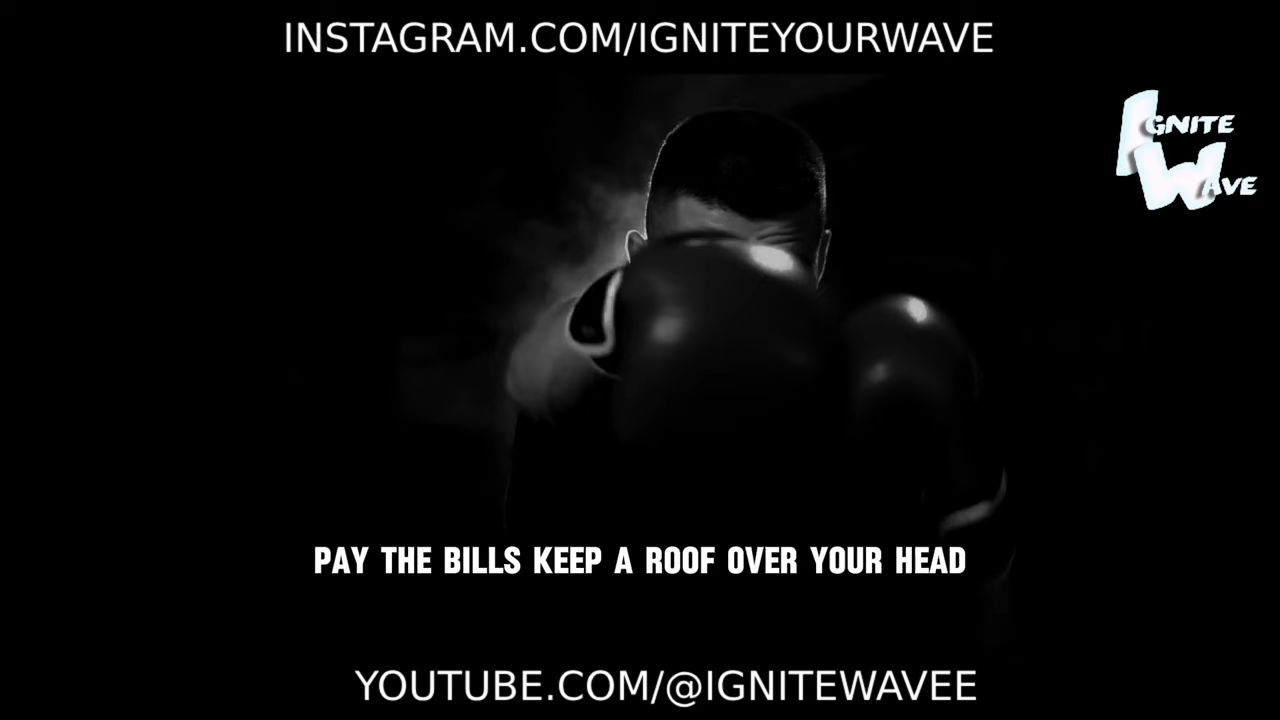 INSTAGRAM.COM/IGNITEYOURWAVE
IGNITE
WAVE
PAY THE BILLS KEEP A ROOF OVER YOUR HEAD
YOUTUBE.COM/@IGNITEWAVEE